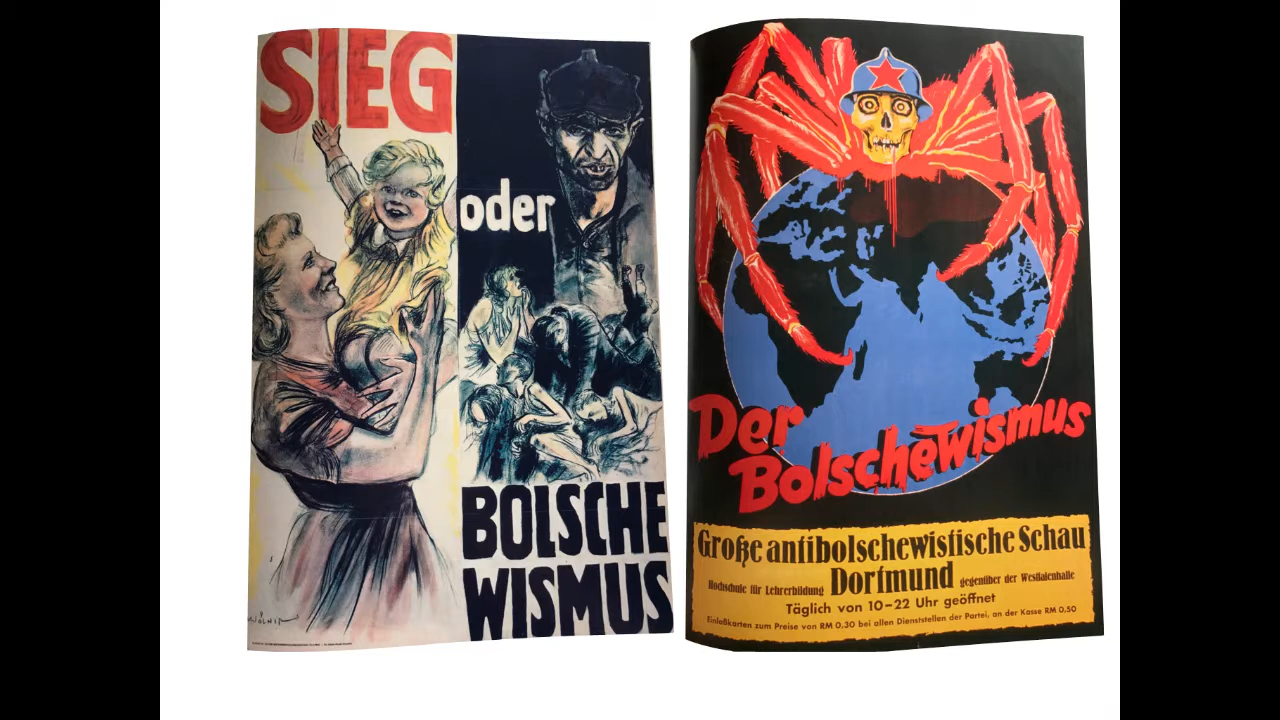 SIEG
oder
BOLSCHE
WISMUS
Der
Bolschewismus
Große antibolschewistische Schau
Hochschule für Lehrerbildung Dortmund gegenüber der Westfalenhalle
Täglich von 10–22 Uhr geöffnet
Einlaßkarten zum Preise von RM 0,30 bei allen Dienststellen der Partei, an der Kasse RM 0,50